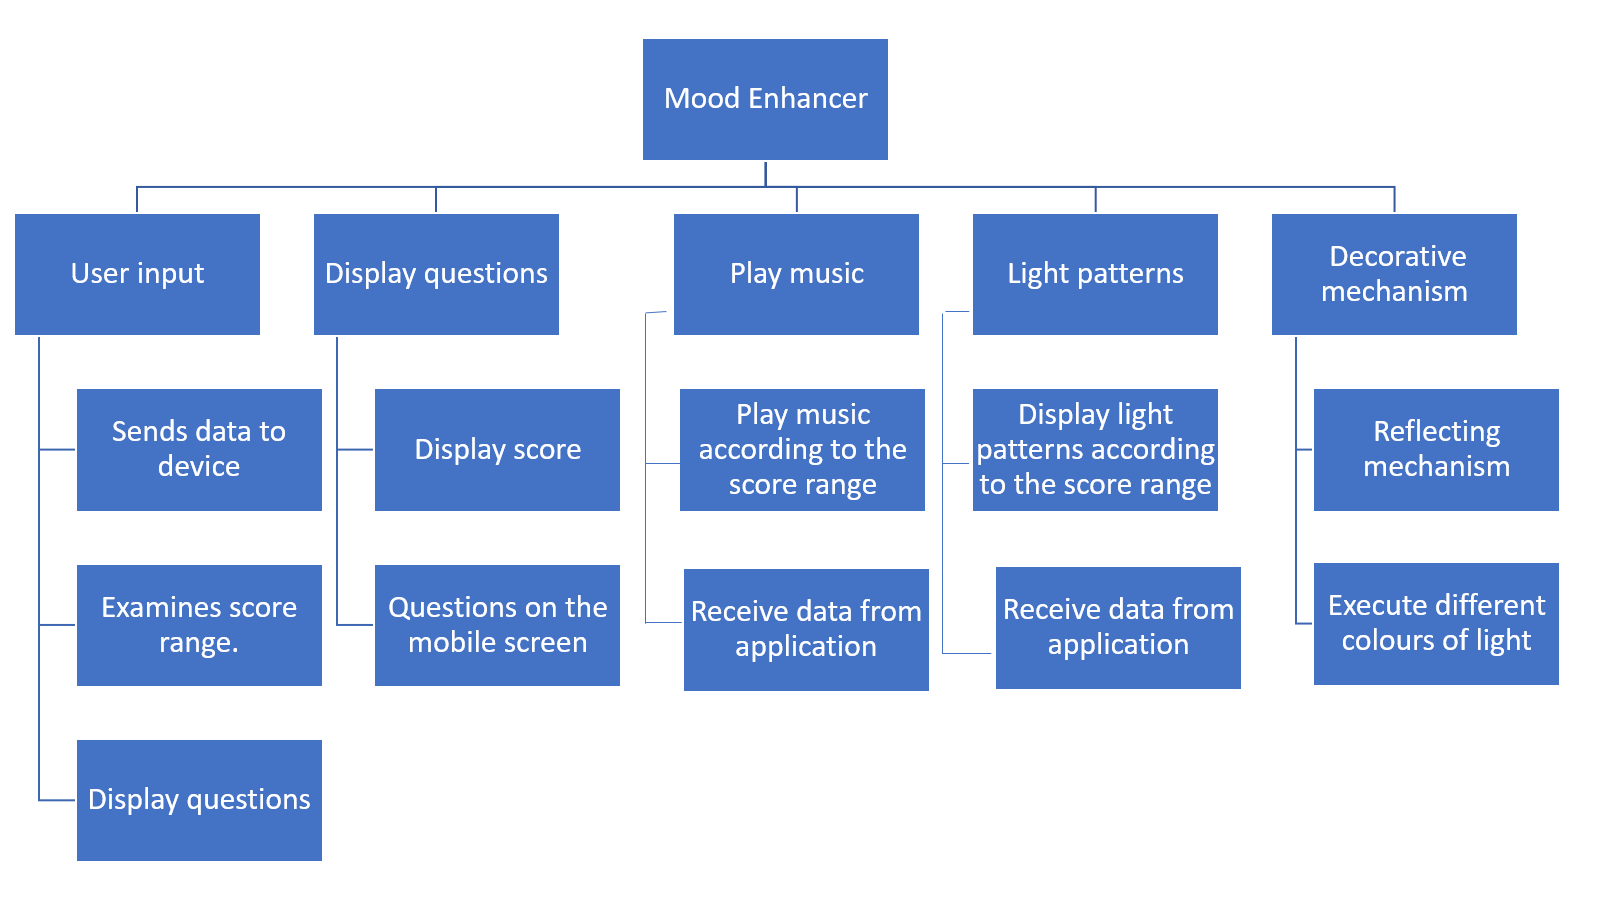 Mood Enhancer
User input
Display questions
Play music
Light patterns
Decorative
mechanism
Sends data to
device
Display score
Play music
according to the
score range
Display light
patterns according
to the score range
Reflecting
mechanism
Examines score
range.
Questions on the
mobile screen
Receive data from
application
Receive data from
application
Execute different
colours of light
Display questions